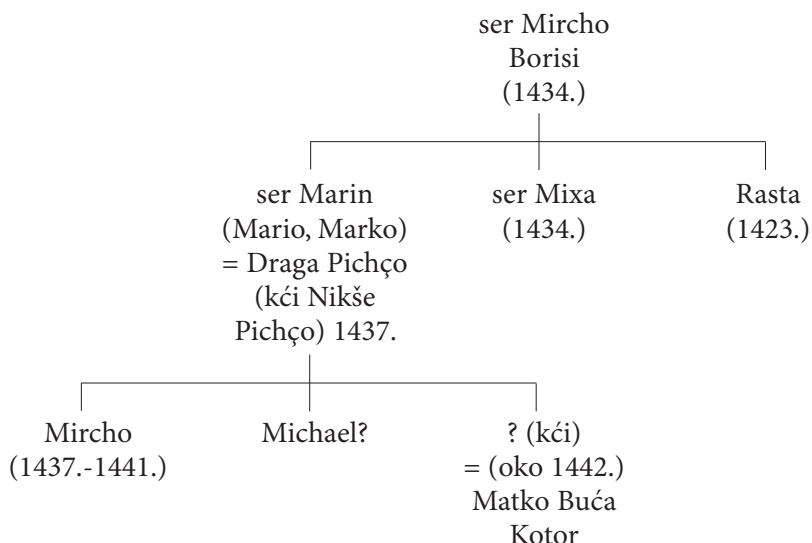 ser Mircho
Borisi
(1434.)
ser Marin
(Mario, Marko)
= Draga Pichço
(kći Nikše
Pichço) 1437.
ser Mixa
(1434.)
Rasta
(1423.)
Mircho
(1437.-1441.)
Michael?
? (kći)
= (oko 1442.)
Matko Buća
Kotor